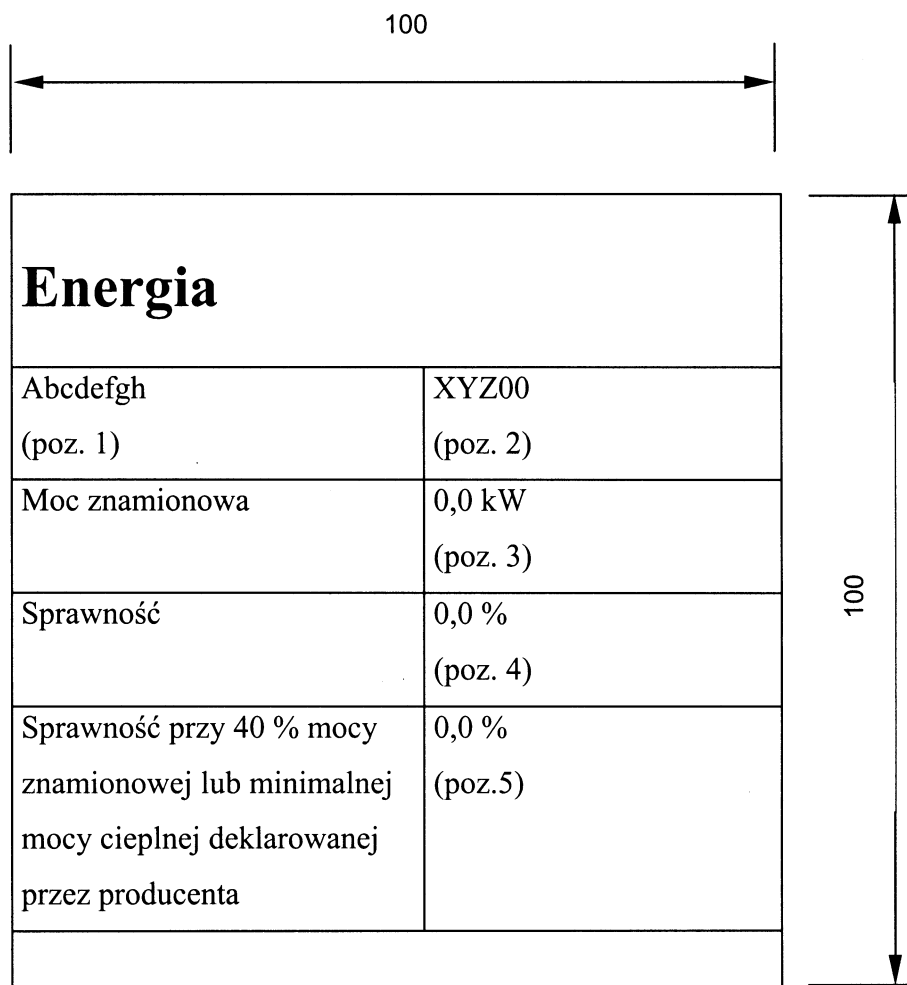 100
Energia
Abcdefgh
(poz. 1)
XYZ00
(poz. 2)
Moc znamionowa
0,0 kW
(poz. 3)
Sprawność
0,0 %
(poz. 4)
Sprawność przy 40 % mocy
znamionowej lub minimalnej
mocy cieplnej deklarowanej
przez producenta
0,0 %
(poz.5)
100